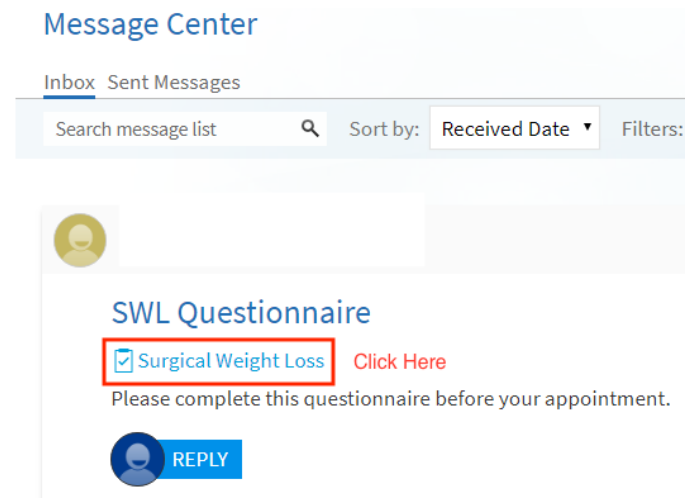 Message Center
Inbox Sent Messages
Search message list Sort by: Received Date Filters:
SWL Questionnaire
Surgical Weight Loss Click Here
Please complete this questionnaire before your appointment.
REPLY